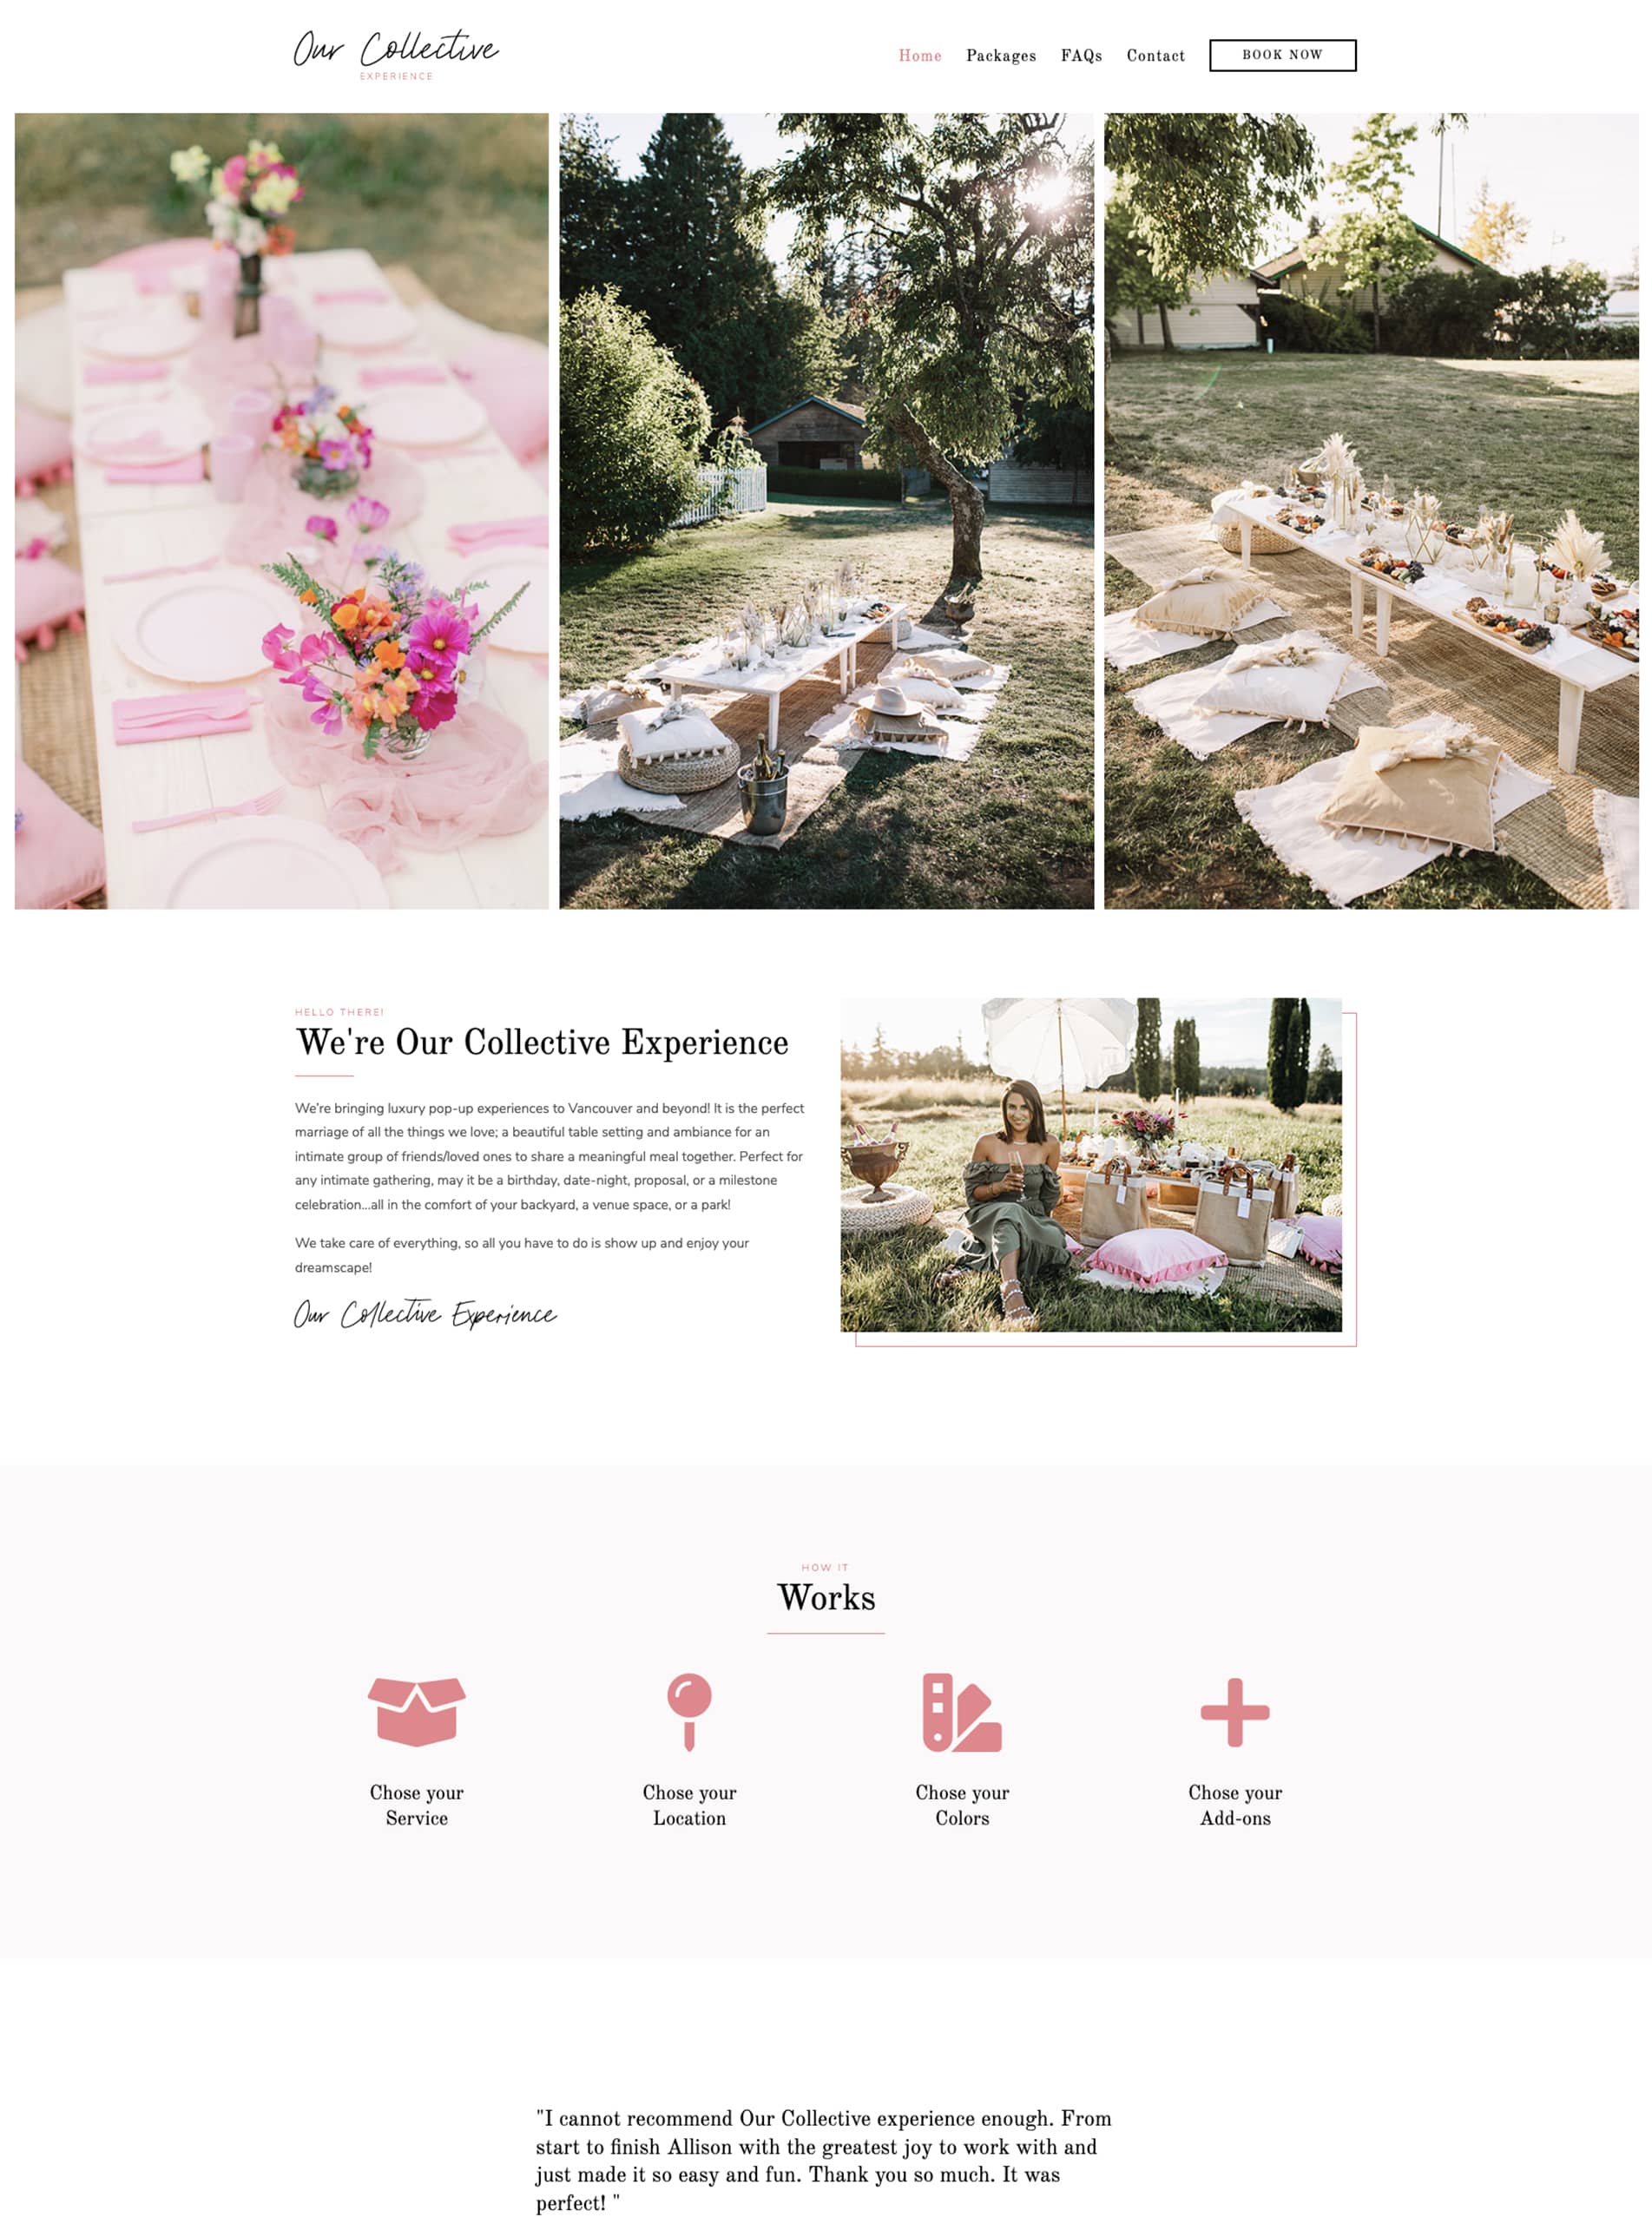 Our Collective
EXPERIENCE
Home Packages FAQs Contact BOOK NOW
HELLO THERE!
We're Our Collective Experience
We're bringing luxury pop-up experiences to Vancouver and beyond! It is the perfect
marriage of all the things we love; a beautiful table setting and ambiance for an
intimate group of friends/loved ones to share a meaningful meal together. Perfect for
any intimate gathering, may it be a birthday, date-night, proposal, or a milestone
celebration...all in the comfort of your backyard, a venue space, or a park!
We take care of everything, so all you have to do is show up and enjoy your
dreamscape!
Our Collective Experience
HOW IT
Works
Chose your
Service
Chose your
Location
Chose your
Colors
Chose your
Add-ons
"I cannot recommend Our Collective experience enough. From
start to finish Allison with the greatest joy to work with and
just made it so easy and fun. Thank you so much. It was
perfect! "